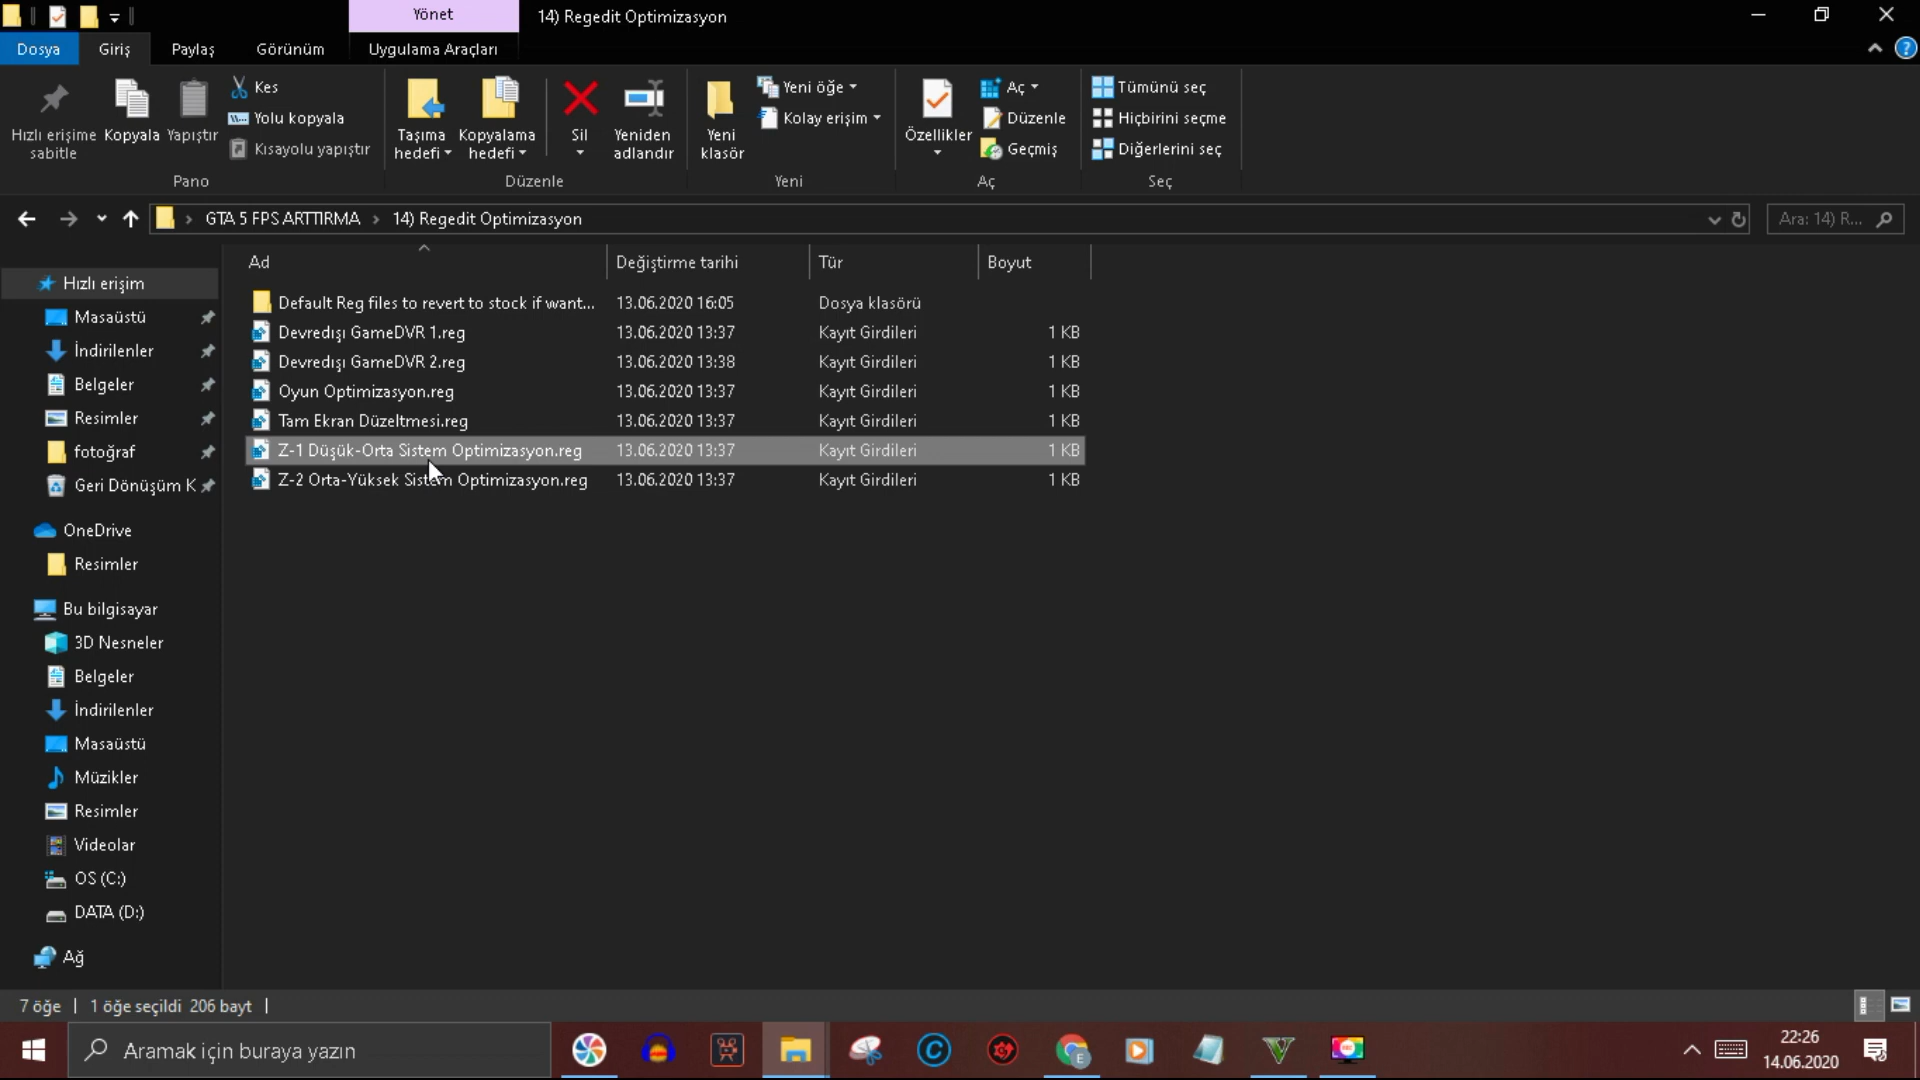 Yönet
14) Regedit Optimizasyon
Dosya
Giriş
Paylaş
Görünüm
Uygulama Araçları
Hızlı erişime sabitle
Kopyala
Yapıştır
Kes
Yolu kopyala
Kısayolu yapıştır
Taşıma hedefi
Kopyalama hedefi
Sil
Yeniden adlandır
Yeni klasör
Yeni öğe
Kolay erişim
Özellikler
Aç
Düzenle
Geçmiş
Tümünü seç
Hiçbirini seçme
Diğerlerini seç
Pano
Düzenle
Yeni
Aç
Seç
GTA 5 FPS ARTTIRMA > 14) Regedit Optimizasyon
Ara: 14) R...
Ad Değiştirme tarihi Tür Boyut
Default Reg files to revert to stock if want... 13.06.2020 16:05 Dosya klasörü
Devredışı GameDVR 1.reg 13.06.2020 13:37 Kayıt Girdileri 1 KB
Devredışı GameDVR 2.reg 13.06.2020 13:38 Kayıt Girdileri 1 KB
Oyun Optimizasyon.reg 13.06.2020 13:37 Kayıt Girdileri 1 KB
Tam Ekran Düzeltmesi.reg 13.06.2020 13:37 Kayıt Girdileri 1 KB
Z-1 Düşük-Orta Sistem Optimizasyon.reg 13.06.2020 13:37 Kayıt Girdileri 1 KB
Z-2 Orta-Yüksek Sistem Optimizasyon.reg 13.06.2020 13:37 Kayıt Girdileri 1 KB
Hızlı erişim
Masaüstü
İndirilenler
Belgeler
Resimler
fotoğraf
Geri Dönüşüm K
OneDrive
Resimler
Bu bilgisayar
3D Nesneler
Belgeler
İndirilenler
Masaüstü
Müzikler
Resimler
Videolar
OS (C:)
DATA (D:)
Ağ
7 öğe | 1 öğe seçildi 206 bayt |
Aramak için buraya yazın
22:26
14.06.2020